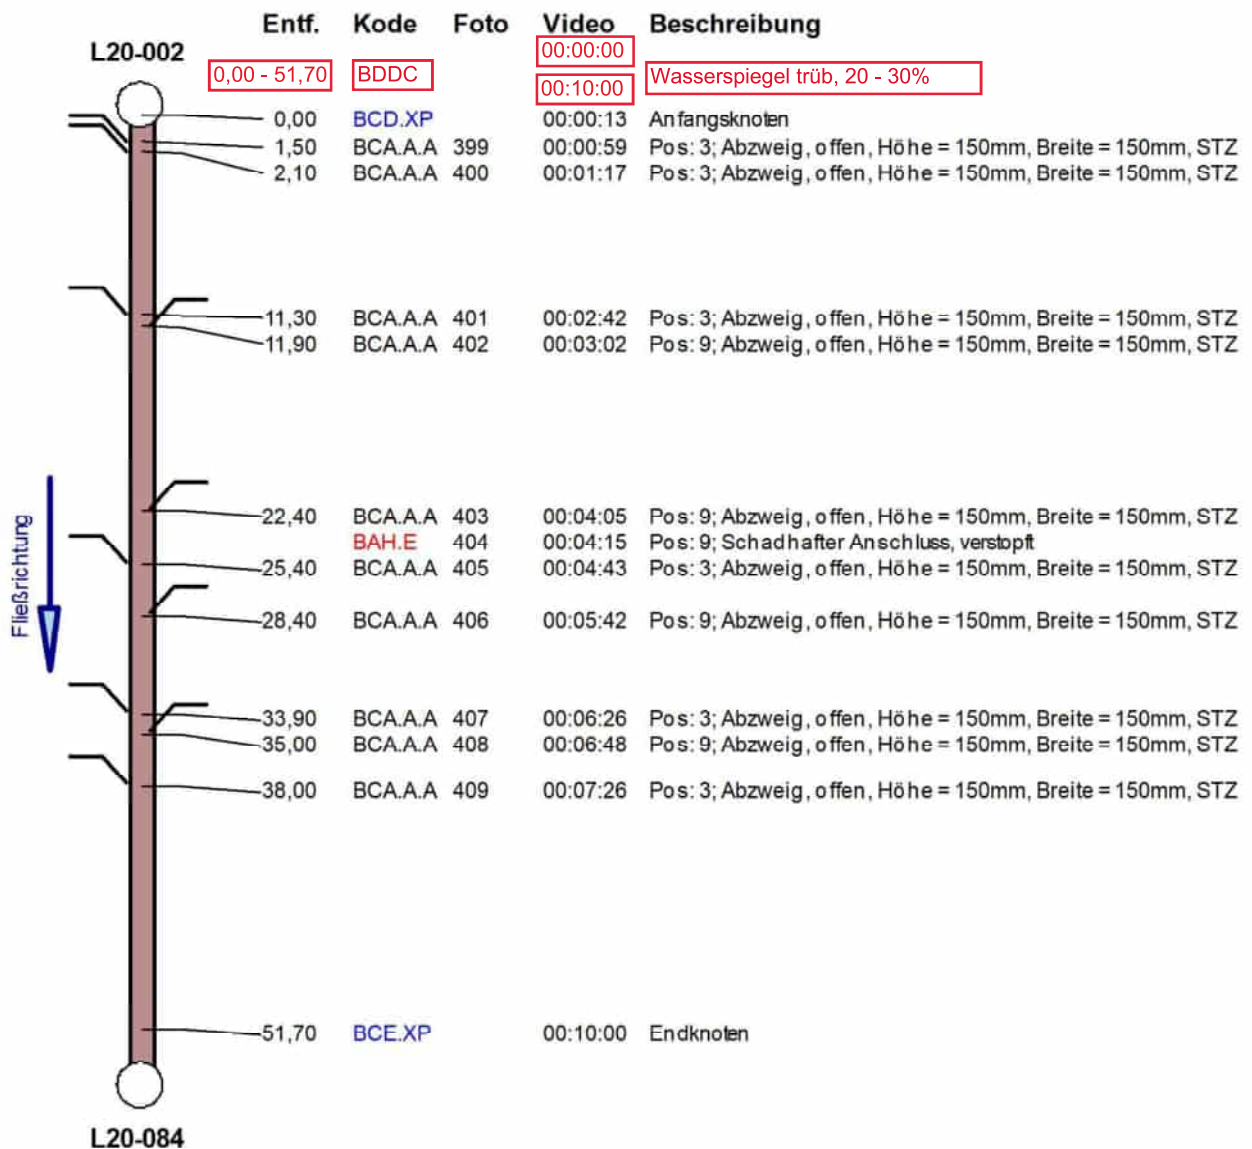 Entf. Kode Foto Video Beschreibung
L20-002
00:00:00
0,00 - 51,70 BDDC 00:10:00 Wasserspiegel trüb, 20 - 30%
0,00 BCD.XP 00:00:13 Anfangsknoten
1,50 BCA.A.A 399 00:00:59 Pos: 3; Abzweig, offen, Höhe = 150mm, Breite = 150mm, STZ
2,10 BCA.A.A 400 00:01:17 Pos: 3; Abzweig, offen, Höhe = 150mm, Breite = 150mm, STZ
11,30 BCA.A.A 401 00:02:42 Pos: 3; Abzweig, offen, Höhe = 150mm, Breite = 150mm, STZ
11,90 BCA.A.A 402 00:03:02 Pos: 9; Abzweig, offen, Höhe = 150mm, Breite = 150mm, STZ
22,40 BCA.A.A 403 00:04:05 Pos: 9; Abzweig, offen, Höhe = 150mm, Breite = 150mm, STZ
BAH.E 404 00:04:15 Pos: 9; Schadhafter Anschluss, verstopft
25,40 BCA.A.A 405 00:04:43 Pos: 3; Abzweig, offen, Höhe = 150mm, Breite = 150mm, STZ
Fließrichtung
28,40 BCA.A.A 406 00:05:42 Pos: 9; Abzweig, offen, Höhe = 150mm, Breite = 150mm, STZ
33,90 BCA.A.A 407 00:06:26 Pos: 3; Abzweig, offen, Höhe = 150mm, Breite = 150mm, STZ
35,00 BCA.A.A 408 00:06:48 Pos: 9; Abzweig, offen, Höhe = 150mm, Breite = 150mm, STZ
38,00 BCA.A.A 409 00:07:26 Pos: 3; Abzweig, offen, Höhe = 150mm, Breite = 150mm, STZ
51,70 BCE.XP 00:10:00 Endknoten
L20-084